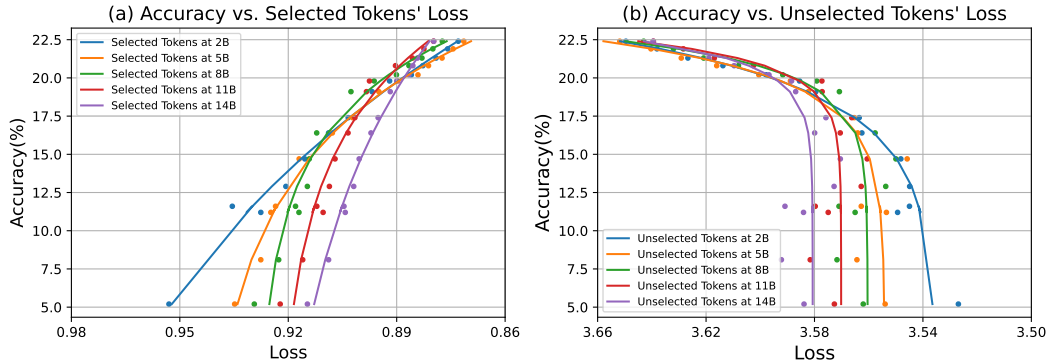 (a) Accuracy vs. Selected Tokens' Loss
Accuracy(%)
22.5
20.0
17.5
15.0
12.5
10.0
7.5
5.0
Selected Tokens at 2B
Selected Tokens at 5B
Selected Tokens at 8B
Selected Tokens at 11B
Selected Tokens at 14B
0.98 0.95 0.92 0.89 0.86
Loss
(b) Accuracy vs. Unselected Tokens' Loss
Accuracy(%)
22.5
20.0
17.5
15.0
12.5
10.0
7.5
5.0
Unselected Tokens at 2B
Unselected Tokens at 5B
Unselected Tokens at 8B
Unselected Tokens at 11B
Unselected Tokens at 14B
3.66 3.62 3.58 3.54 3.50
Loss